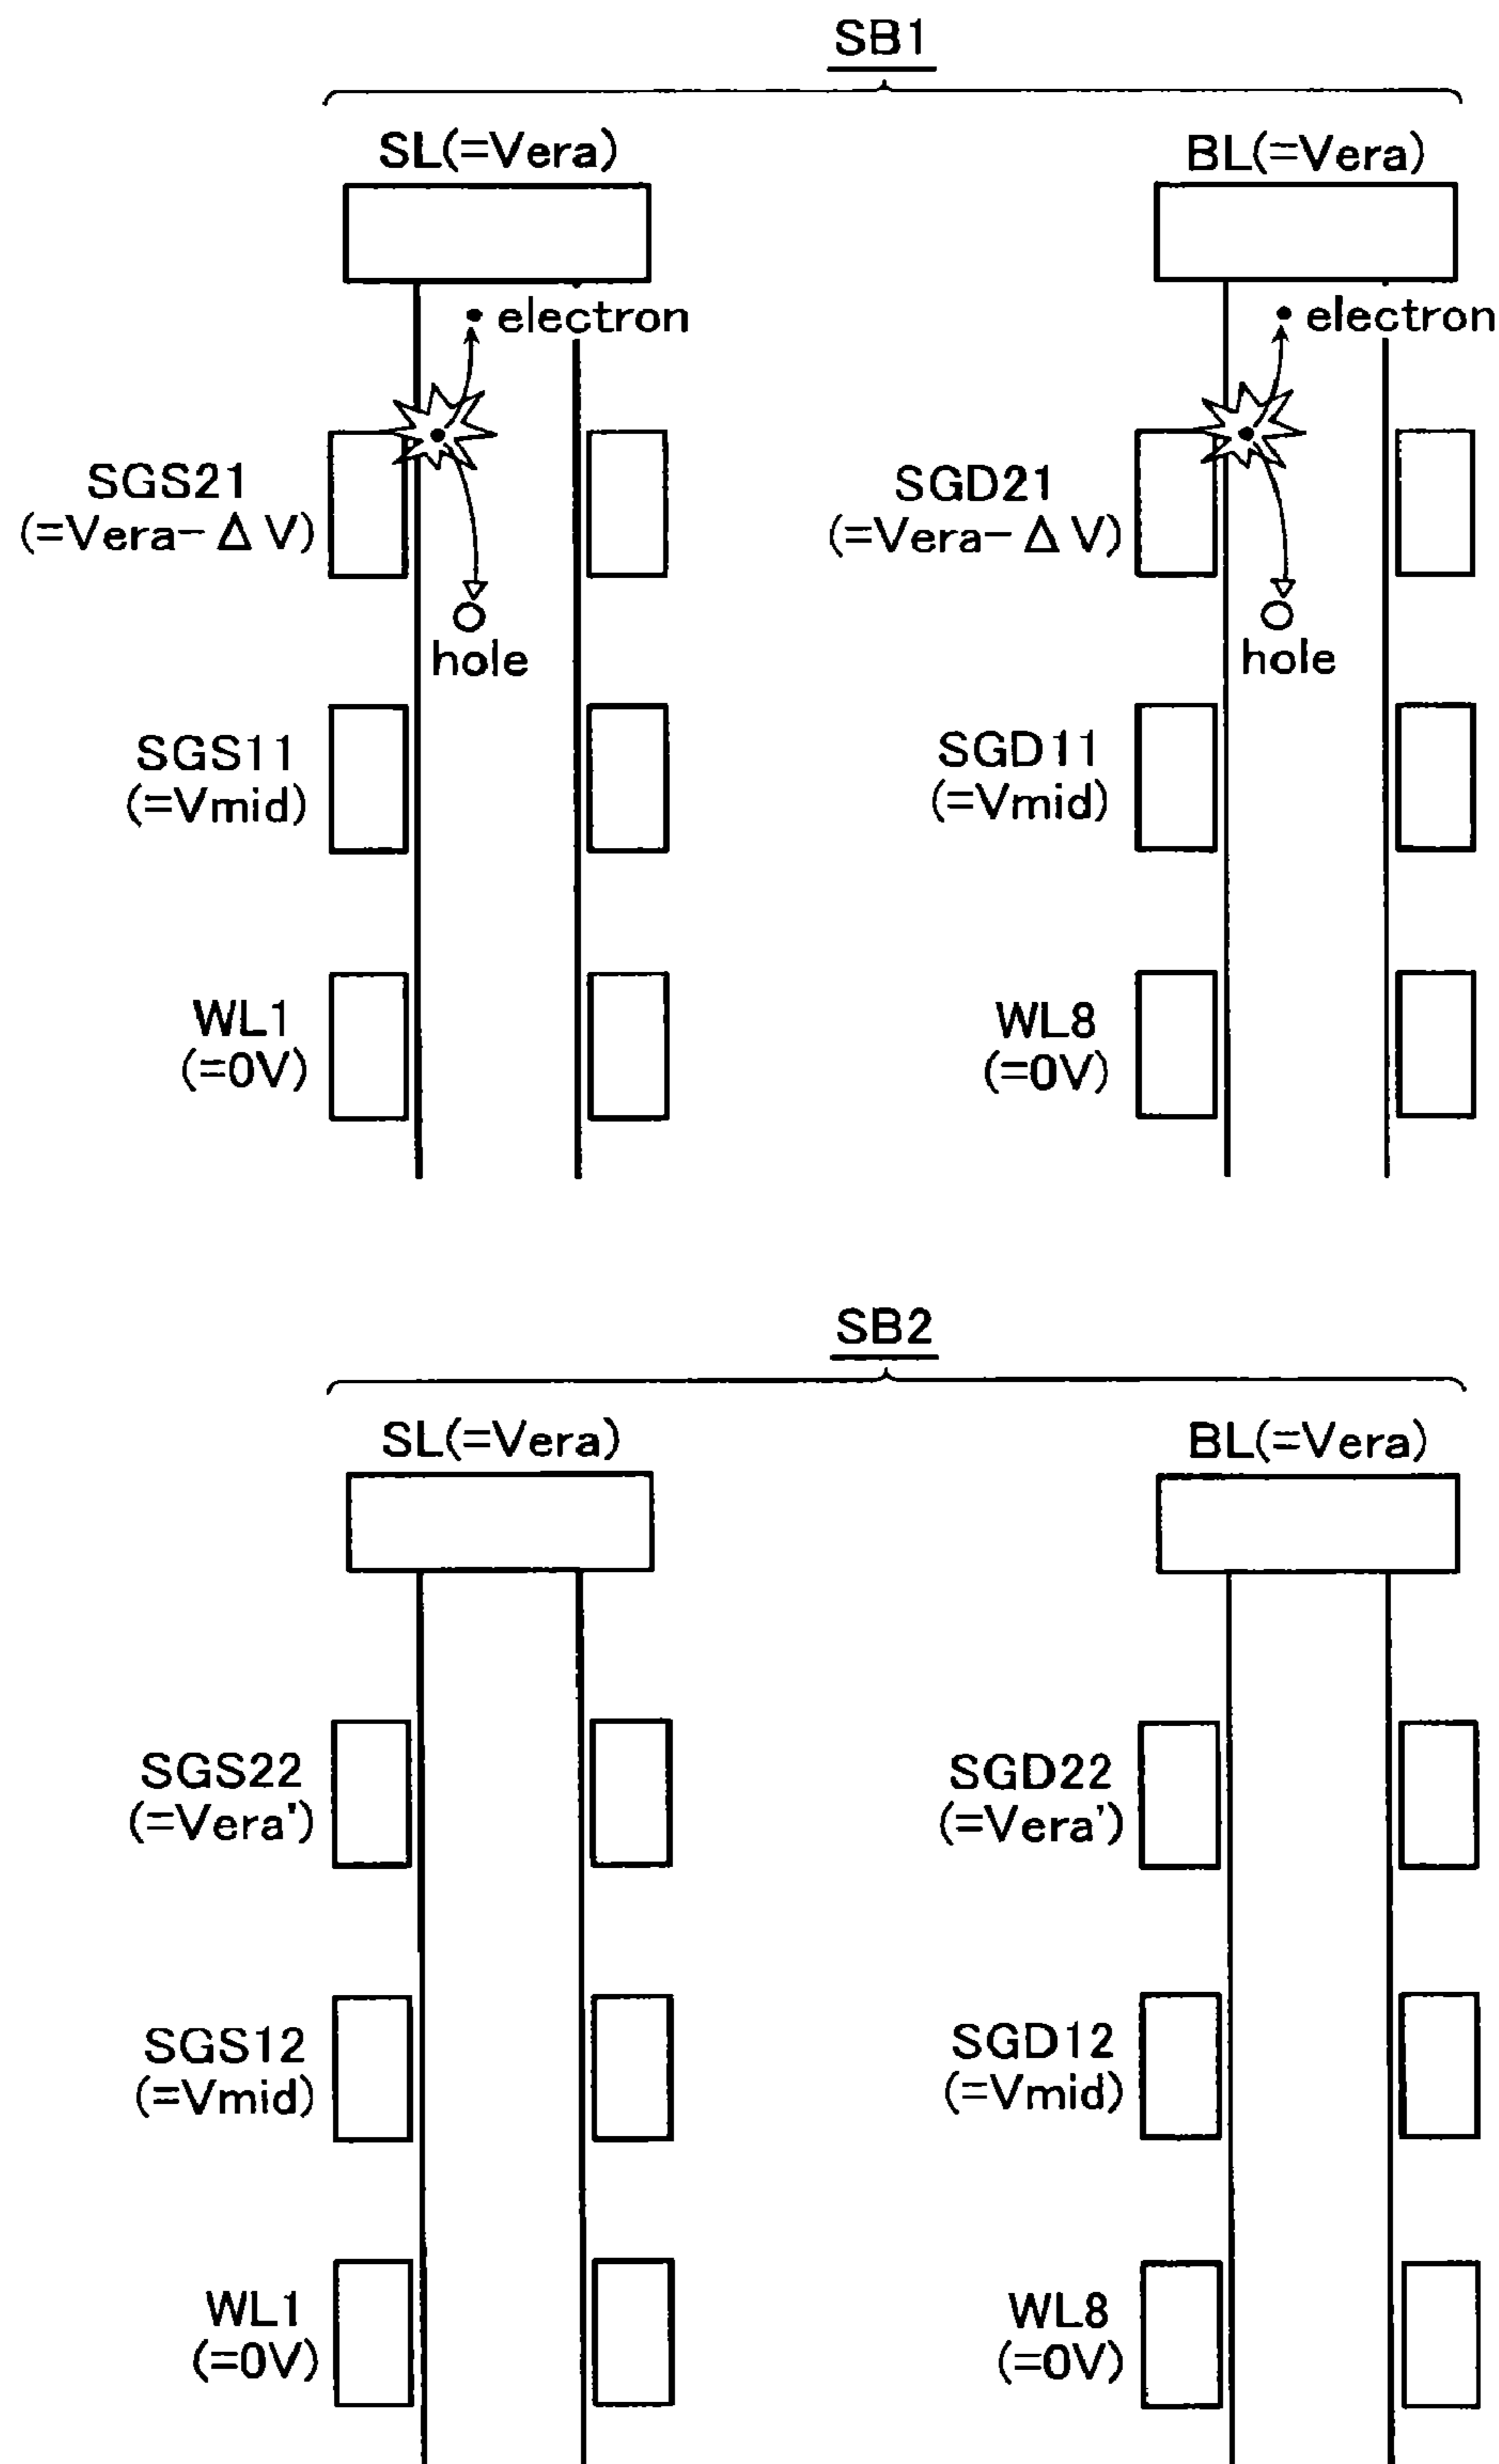 SB1
SL(=Vera)
BL(=Vera)
electron
electron
SGS21
(=Vera-ΔV)
SGD21
(=Vera-ΔV)
hole
hole
SGS11
(=Vmid)
SGD11
(=Vmid)
WL1
(=0V)
WL8
(=0V)
SB2
SL(=Vera)
BL(=Vera)
SGS22
(=Vera')
SGD22
(=Vera')
SGS12
(=Vmid)
SGD12
(=Vmid)
WL1
(=0V)
WL8
(=0V)